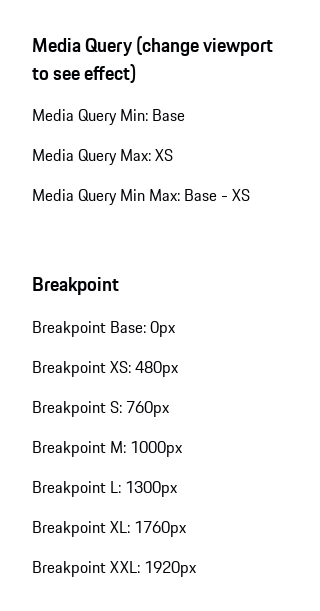 Media Query (change viewport
to see effect)
Media Query Min: Base
Media Query Max: XS
Media Query Min Max: Base - XS
Breakpoint
Breakpoint Base: 0px
Breakpoint XS: 480px
Breakpoint S: 760px
Breakpoint M: 1000px
Breakpoint L: 1300px
Breakpoint XL: 1760px
Breakpoint XXL: 1920px